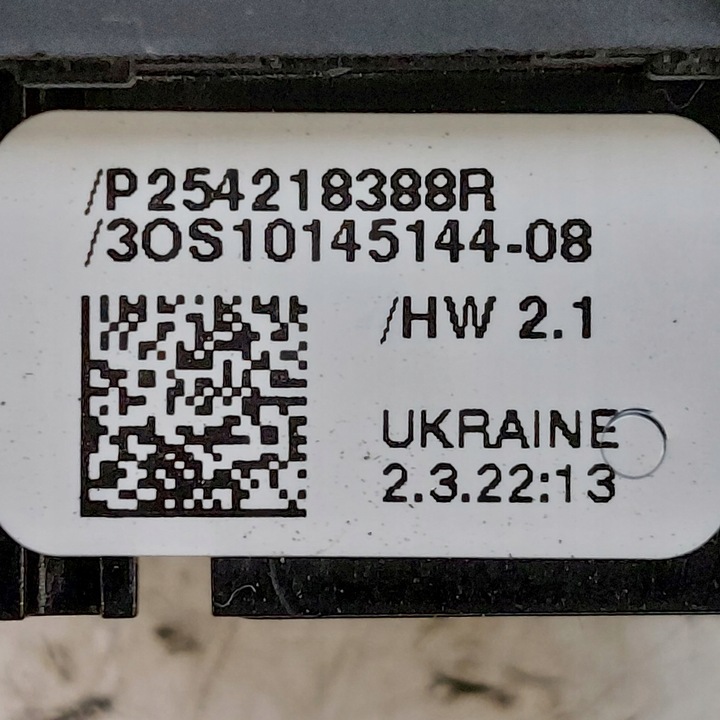 /P254218388R
/3OS10145144-08
/HW 2.1
UKRAINE
2.3.22:13